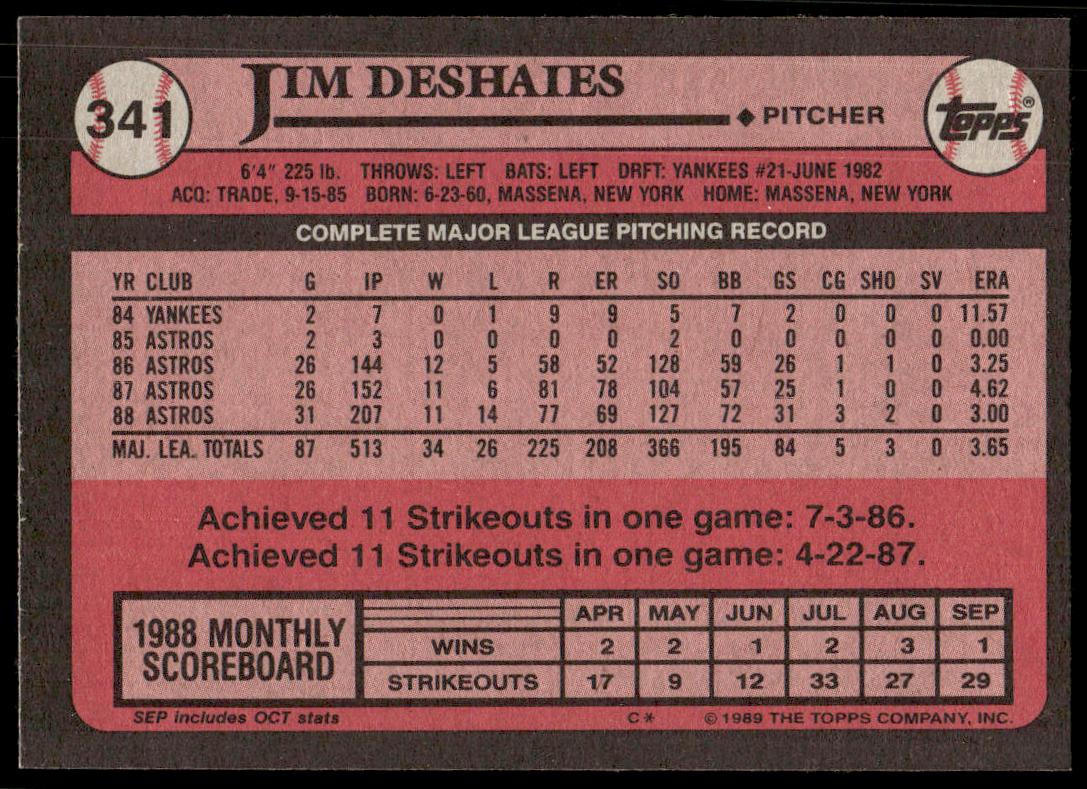 341
JIM DESHAIES
◆ PITCHER
TOPPS®
6'4" 225 lb. THROWS: LEFT BATS: LEFT DRFT: YANKEES #21-JUNE 1982
ACQ: TRADE, 9-15-85 BORN: 6-23-60, MASSENA, NEW YORK HOME: MASSENA, NEW YORK
COMPLETE MAJOR LEAGUE PITCHING RECORD
YR CLUB G IP W L R ER SO BB GS CG SHO SV ERA
84 YANKEES 2 7 0 1 9 9 5 7 2 0 0 0 11.57
85 ASTROS 2 3 0 0 0 0 2 0 0 0 0 0 0.00
86 ASTROS 26 144 12 5 58 52 128 59 26 1 1 0 3.25
87 ASTROS 26 152 11 6 81 78 104 57 25 1 0 0 4.62
88 ASTROS 31 207 11 14 77 69 127 72 31 3 2 0 3.00
MAJ. LEA. TOTALS 87 513 34 26 225 208 366 195 84 5 3 0 3.65
Achieved 11 Strikeouts in one game: 7-3-86.
Achieved 11 Strikeouts in one game: 4-22-87.
1988 MONTHLY
SCOREBOARD
APR MAY JUN JUL AUG SEP
WINS 2 2 1 2 3 1
STRIKEOUTS 17 9 12 33 27 29
SEP includes OCT stats C* © 1989 THE TOPPS COMPANY, INC.